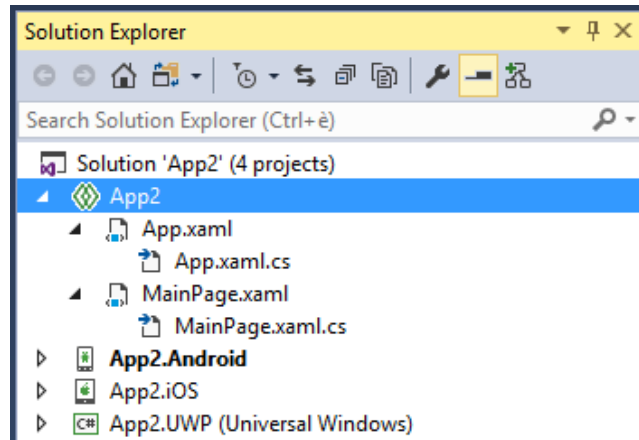 Solution Explorer
Search Solution Explorer (Ctrl+è)
Solution 'App2' (4 projects)
App2
App.xaml
App.xaml.cs
MainPage.xaml
MainPage.xaml.cs
App2.Android
App2.iOS
C# App2.UWP (Universal Windows)